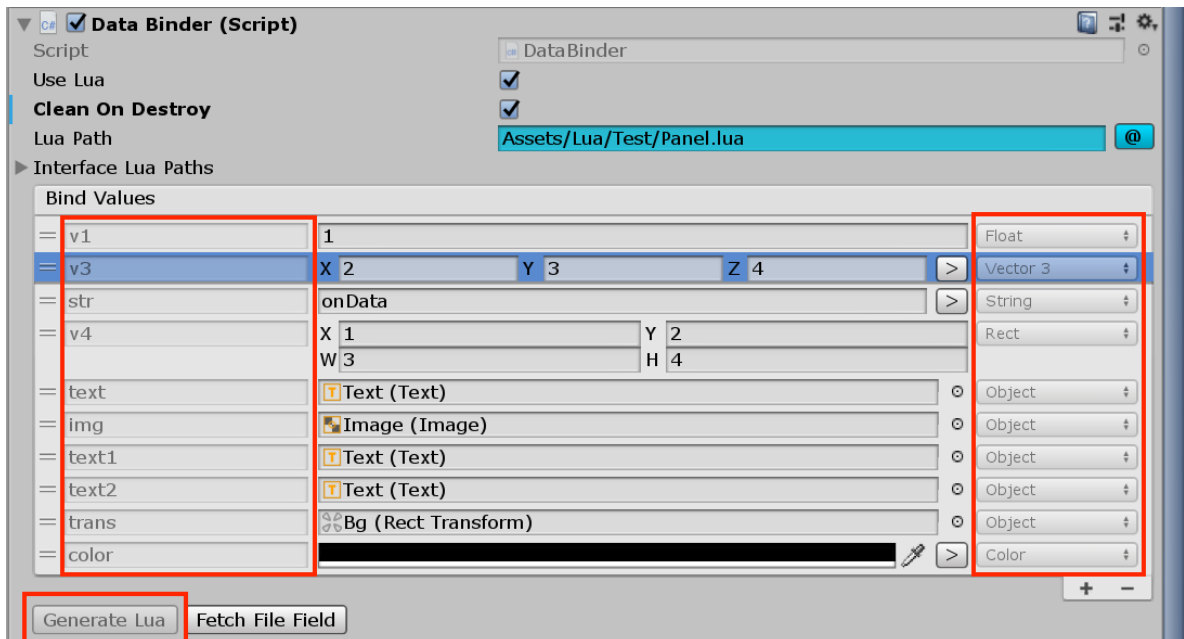 Data Binder (Script)
Script DataBinder
Use Lua
Clean On Destroy
Lua Path Assets/Lua/Test/Panel.lua @
Interface Lua Paths
Bind Values
v1 1 Float
v3 X 2 Y 3 Z 4 > Vector 3
str onData > String
v4 X 1 Y 2 Rect
W 3 H 4
text Text (Text) Object
img Image (Image) Object
text1 Text (Text) Object
text2 Text (Text) Object
trans Bg (Rect Transform) Object
color > Color
+ −
Generate Lua Fetch File Field